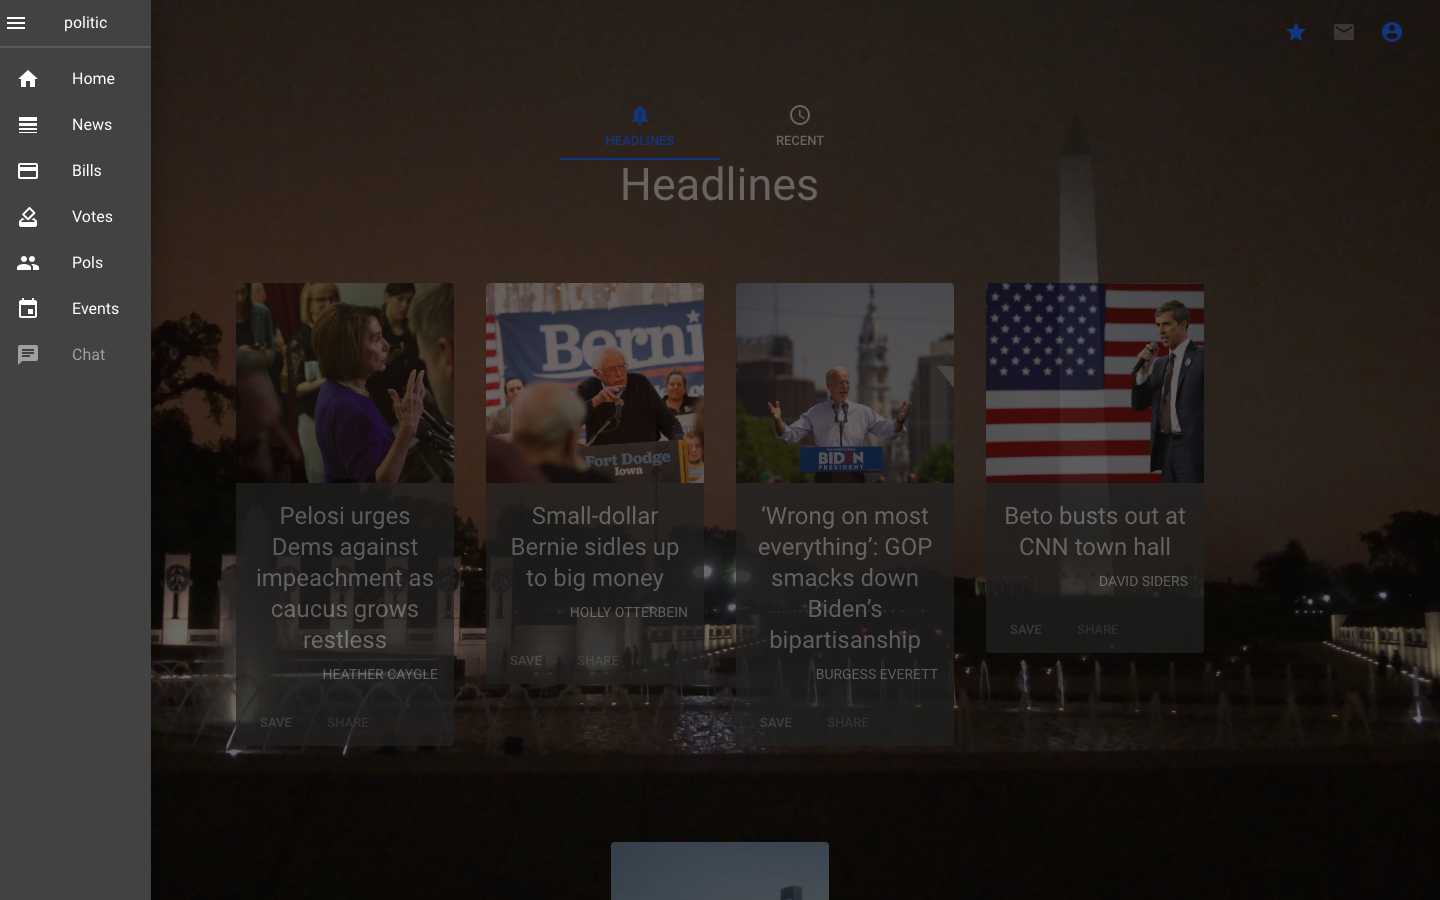 politic
Home
News
Bills
Votes
Pols
Events
Chat
HEADLINES
RECENT
Headlines
Berni
Fort Dodge
Iowa
BIDEN
PRESIDENT
Pelosi urges
Dems against
impeachment as
caucus grows
restless
HEATHER CAYGLE
SAVE SHARE
Small-dollar
Bernie sidles up
to big money
HOLLY OTTERBEIN
SAVE SHARE
‘Wrong on most
everything’: GOP
smacks down
Biden’s
bipartisanship
BURGESS EVERETT
SAVE SHARE
Beto busts out at
CNN town hall
DAVID SIDERS
SAVE SHARE